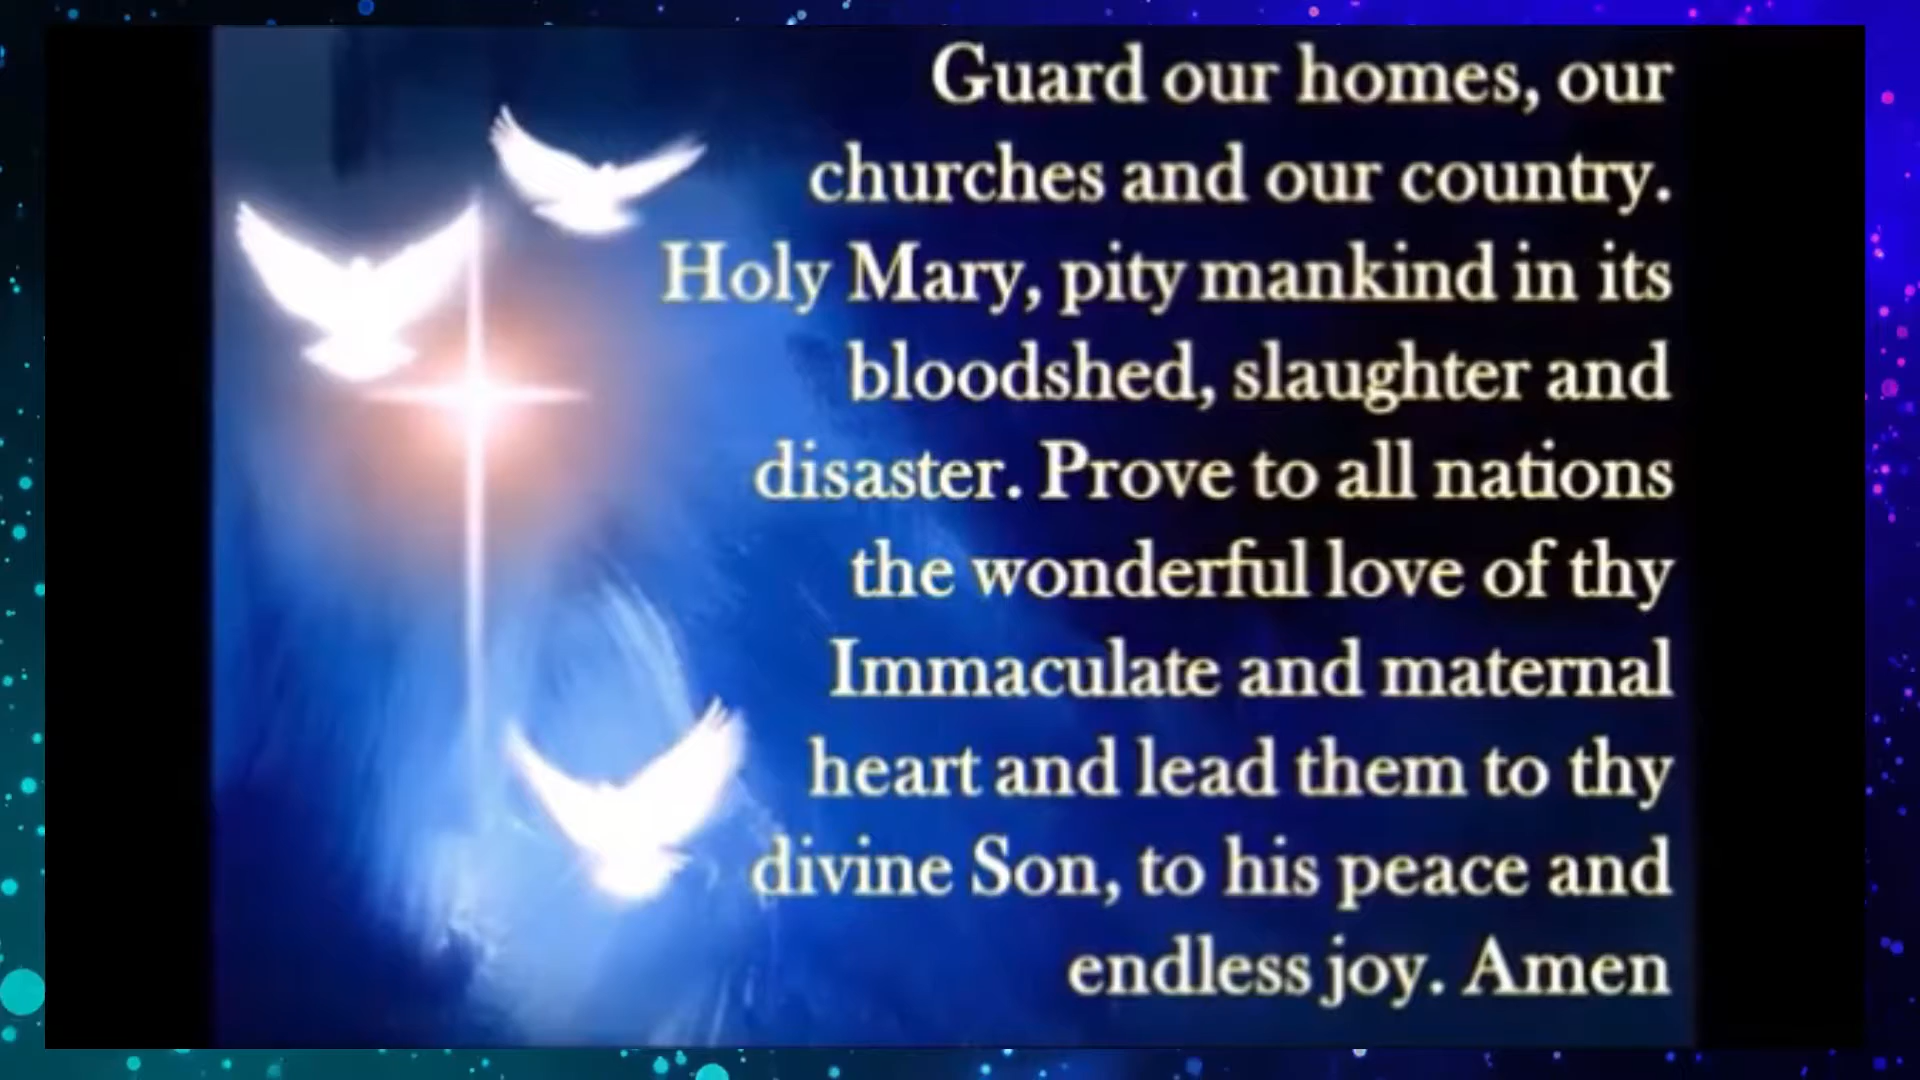 Guard our homes, our
churches and our country.
Holy Mary, pity mankind in its
bloodshed, slaughter and
disaster. Prove to all nations
the wonderful love of thy
Immaculate and maternal
heart and lead them to thy
divine Son, to his peace and
endless joy. Amen